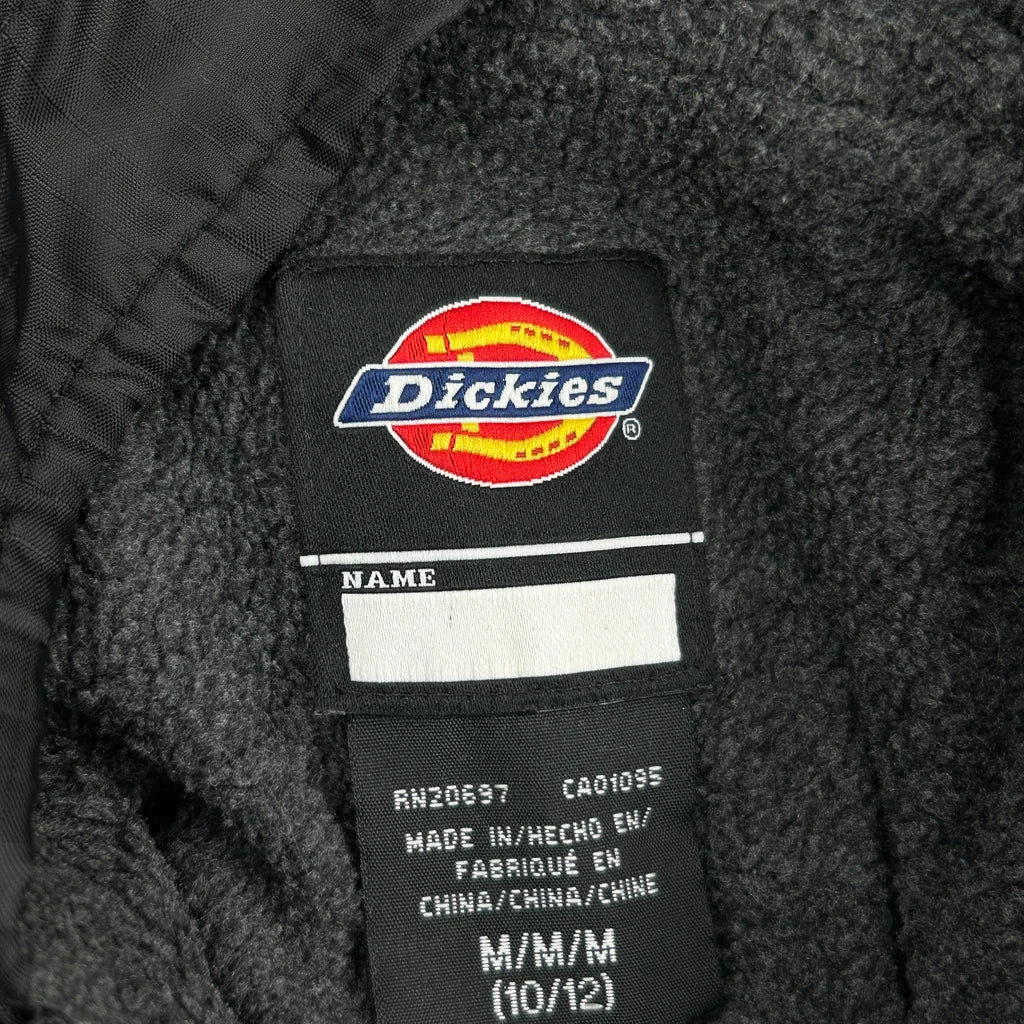 Dickies
®
NAME
RN20697 CA01095
MADE IN/HECHO EN/
FABRIQUÉ EN
CHINA/CHINA/CHINE
M/M/M
(10/12)